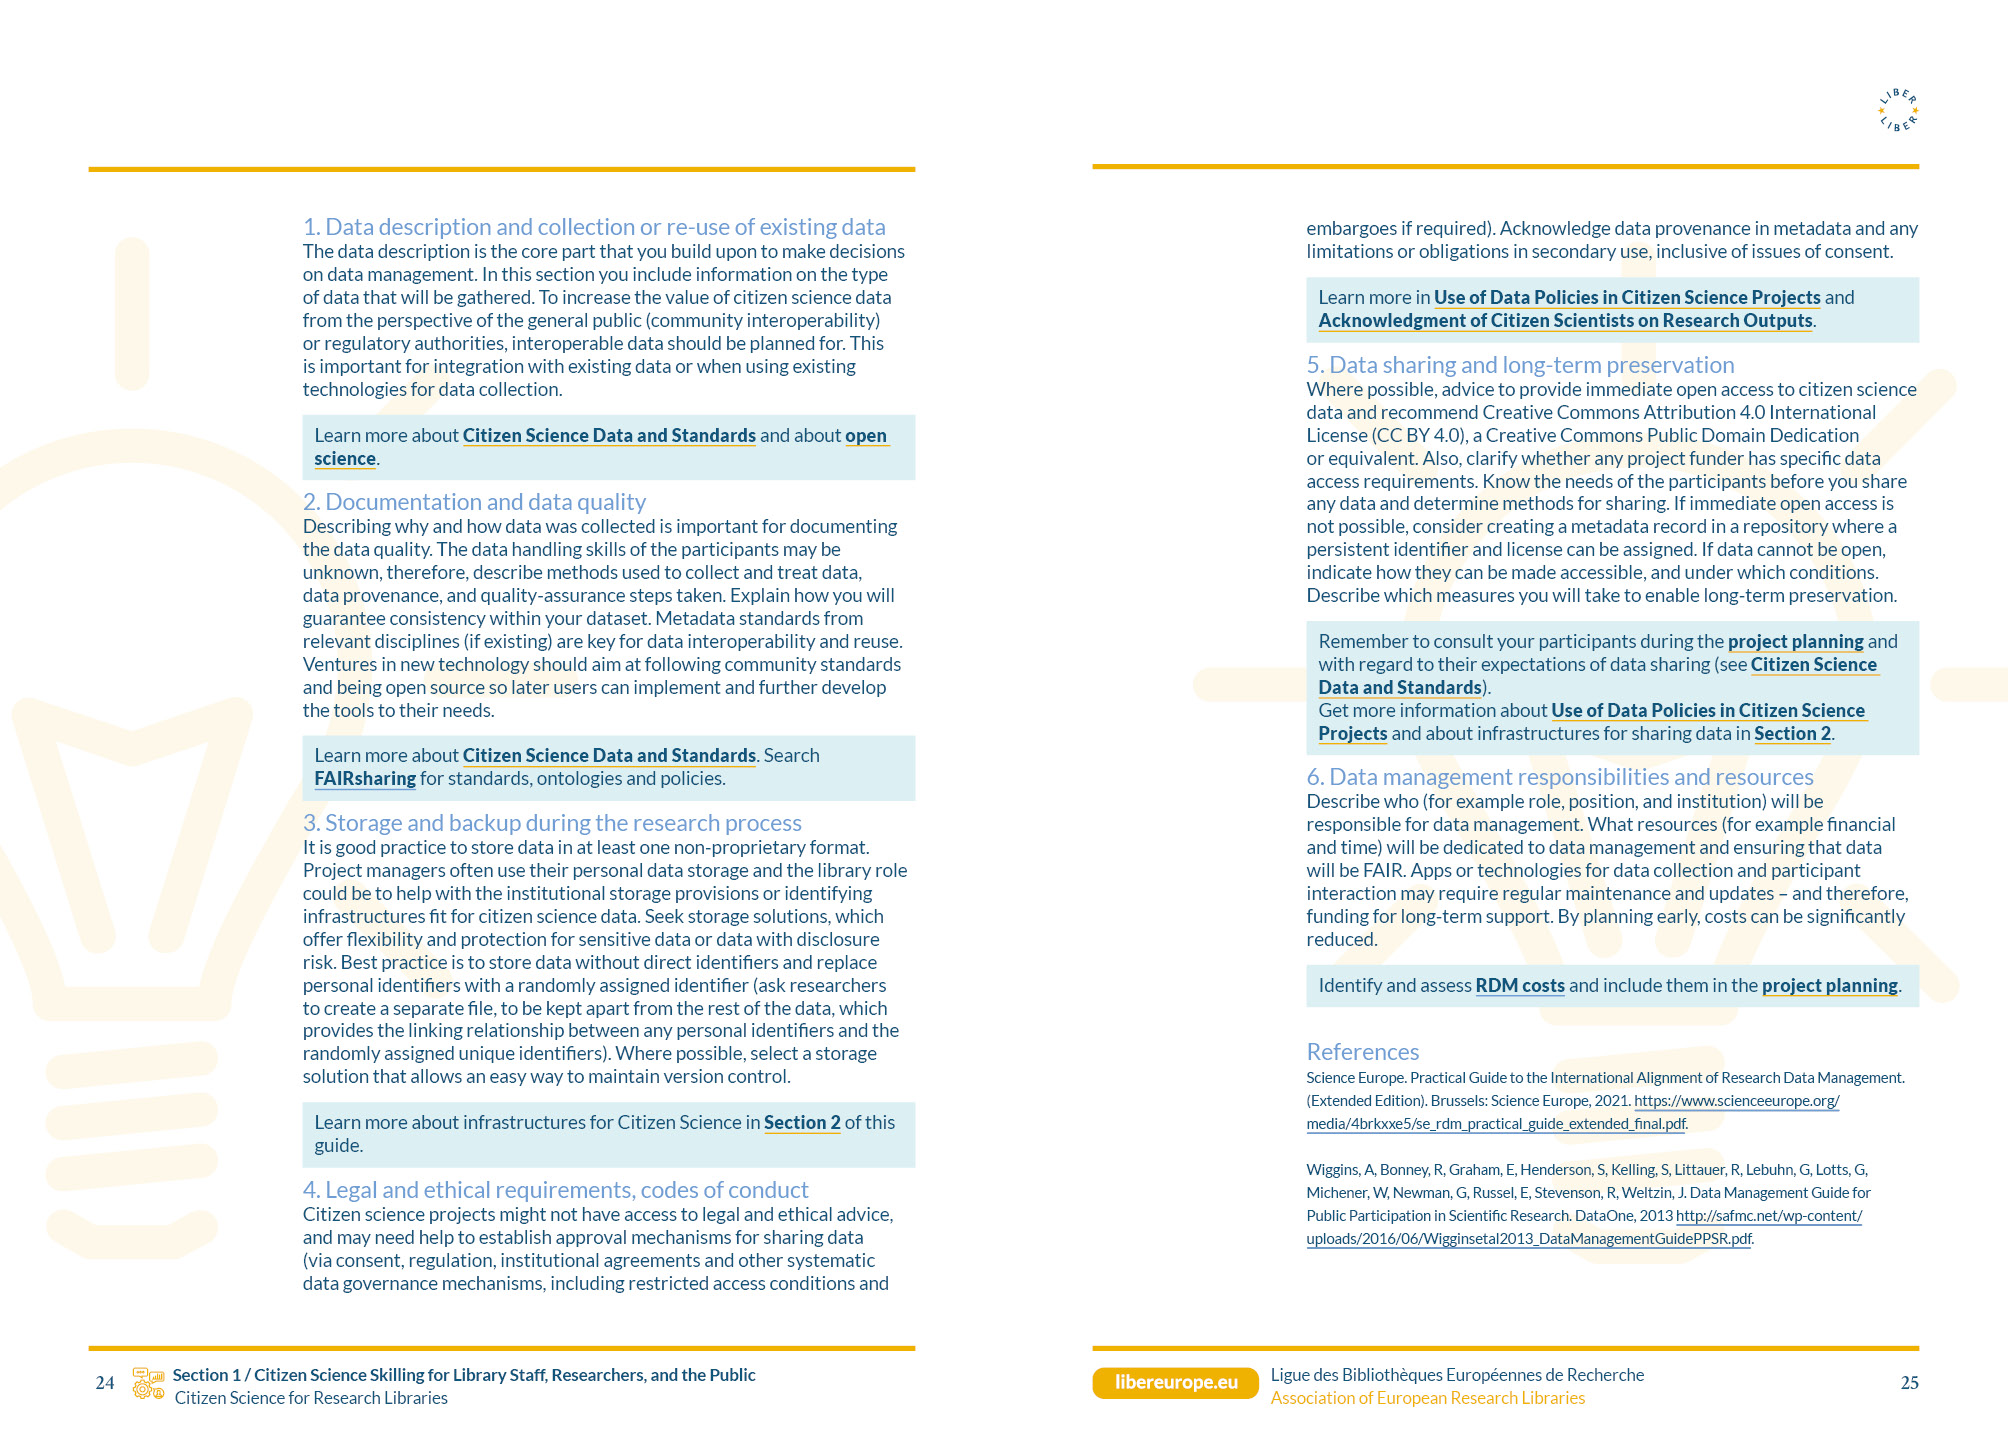 1. Data description and collection or re-use of existing data
The data description is the core part that you build upon to make decisions
on data management. In this section you include information on the type
of data that will be gathered. To increase the value of citizen science data
from the perspective of the general public (community interoperability)
or regulatory authorities, interoperable data should be planned for. This
is important for integration with existing data or when using existing
technologies for data collection.
Learn more about Citizen Science Data and Standards and about open
science.
2. Documentation and data quality
Describing why and how data was collected is important for documenting
the data quality. The data handling skills of the participants may be
unknown, therefore, describe methods used to collect and treat data,
data provenance, and quality-assurance steps taken. Explain how you will
guarantee consistency within your dataset. Metadata standards from
relevant disciplines (if existing) are key for data interoperability and reuse.
Ventures in new technology should aim at following community standards
and being open source so later users can implement and further develop
the tools to their needs.
Learn more about Citizen Science Data and Standards. Search
FAIRsharing for standards, ontologies and policies.
3. Storage and backup during the research process
It is good practice to store data in at least one non-proprietary format.
Project managers often use their personal data storage and the library role
could be to help with the institutional storage provisions or identifying
infrastructures fit for citizen science data. Seek storage solutions, which
offer flexibility and protection for sensitive data or data with disclosure
risk. Best practice is to store data without direct identifiers and replace
personal identifiers with a randomly assigned identifier (ask researchers
to create a separate file, to be kept apart from the rest of the data, which
provides the linking relationship between any personal identifiers and the
randomly assigned unique identifiers). Where possible, select a storage
solution that allows an easy way to maintain version control.
Learn more about infrastructures for Citizen Science in Section 2 of this
guide.
4. Legal and ethical requirements, codes of conduct
Citizen science projects might not have access to legal and ethical advice,
and may need help to establish approval mechanisms for sharing data
(via consent, regulation, institutional agreements and other systematic
data governance mechanisms, including restricted access conditions and
24
Section 1 / Citizen Science Skilling for Library Staff, Researchers, and the Public
Citizen Science for Research Libraries
LIBER
LIBER
embargoes if required). Acknowledge data provenance in metadata and any
limitations or obligations in secondary use, inclusive of issues of consent.
Learn more in Use of Data Policies in Citizen Science Projects and
Acknowledgment of Citizen Scientists on Research Outputs.
5. Data sharing and long-term preservation
Where possible, advice to provide immediate open access to citizen science
data and recommend Creative Commons Attribution 4.0 International
License (CC BY 4.0), a Creative Commons Public Domain Dedication
or equivalent. Also, clarify whether any project funder has specific data
access requirements. Know the needs of the participants before you share
any data and determine methods for sharing. If immediate open access is
not possible, consider creating a metadata record in a repository where a
persistent identifier and license can be assigned. If data cannot be open,
indicate how they can be made accessible, and under which conditions.
Describe which measures you will take to enable long-term preservation.
Remember to consult your participants during the project planning and
with regard to their expectations of data sharing (see Citizen Science
Data and Standards).
Get more information about Use of Data Policies in Citizen Science
Projects and about infrastructures for sharing data in Section 2.
6. Data management responsibilities and resources
Describe who (for example role, position, and institution) will be
responsible for data management. What resources (for example financial
and time) will be dedicated to data management and ensuring that data
will be FAIR. Apps or technologies for data collection and participant
interaction may require regular maintenance and updates – and therefore,
funding for long-term support. By planning early, costs can be significantly
reduced.
Identify and assess RDM costs and include them in the project planning.
References
Science Europe. Practical Guide to the International Alignment of Research Data Management.
(Extended Edition). Brussels: Science Europe, 2021. https://www.scienceeurope.org/
media/4brkxxe5/se_rdm_practical_guide_extended_final.pdf.
Wiggins, A, Bonney, R, Graham, E, Henderson, S, Kelling, S, Littauer, R, Lebuhn, G, Lotts, G,
Michener, W, Newman, G, Russel, E, Stevenson, R, Weltzin, J. Data Management Guide for
Public Participation in Scientific Research. DataOne, 2013 http://safmc.net/wp-content/
uploads/2016/06/Wigginsetal2013_DataManagementGuidePPSR.pdf.
libereurope.eu
Ligue des Bibliothèques Européennes de Recherche
Association of European Research Libraries
25